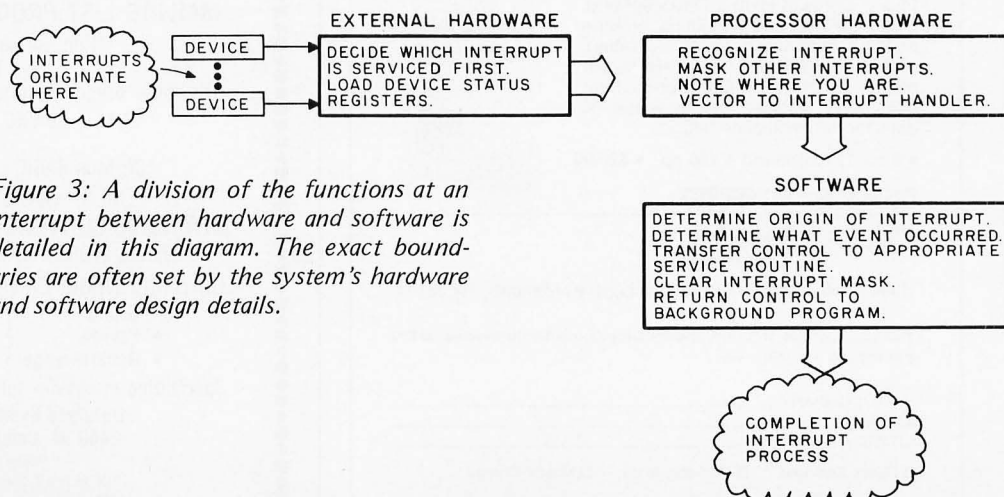 EXTERNAL HARDWARE
PROCESSOR HARDWARE
INTERRUPTS
ORIGINATE
HERE
DEVICE
DEVICE
DECIDE WHICH INTERRUPT
IS SERVICED FIRST.
LOAD DEVICE STATUS
REGISTERS.
RECOGNIZE INTERRUPT.
MASK OTHER INTERRUPTS.
NOTE WHERE YOU ARE.
VECTOR TO INTERRUPT HANDLER.
SOFTWARE
DETERMINE ORIGIN OF INTERRUPT.
DETERMINE WHAT EVENT OCCURRED.
TRANSFER CONTROL TO APPROPRIATE
SERVICE ROUTINE.
CLEAR INTERRUPT MASK.
RETURN CONTROL TO
BACKGROUND PROGRAM.
COMPLETION OF
INTERRUPT
PROCESS
igure 3: A division of the functions at an
nterrupt between hardware and software is
detailed in this diagram. The exact bound-
ries are often set by the system's hardware
nd software design details.